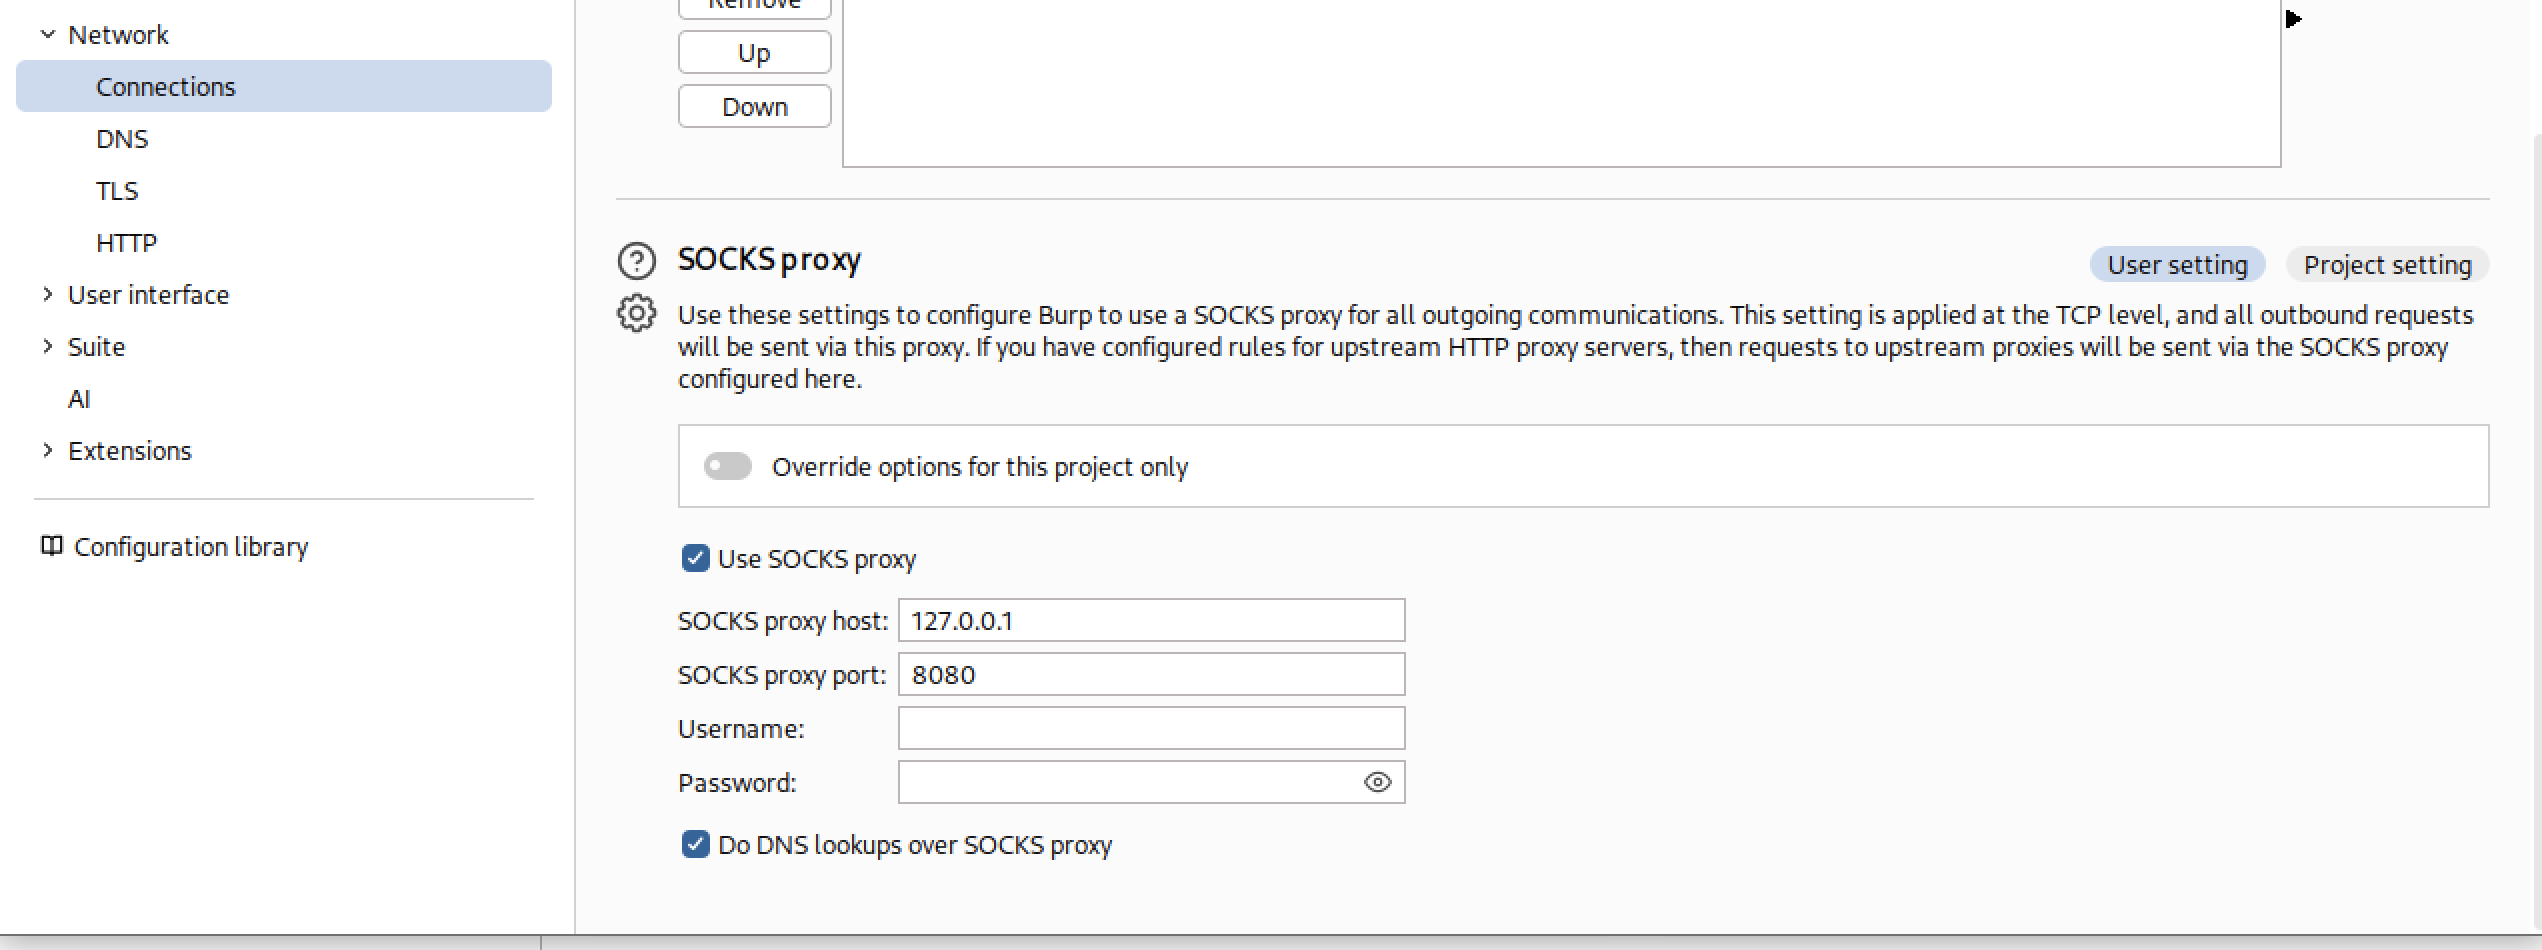 Network
Connections
DNS
TLS
HTTP
User interface
Suite
AI
Extensions
Configuration library
Remove
Up
Down
SOCKS proxy
User setting
Project setting
Use these settings to configure Burp to use a SOCKS proxy for all outgoing communications. This setting is applied at the TCP level, and all outbound requests
will be sent via this proxy. If you have configured rules for upstream HTTP proxy servers, then requests to upstream proxies will be sent via the SOCKS proxy
configured here.
Override options for this project only
Use SOCKS proxy
SOCKS proxy host: 127.0.0.1
SOCKS proxy port: 8080
Username:
Password:
Do DNS lookups over SOCKS proxy